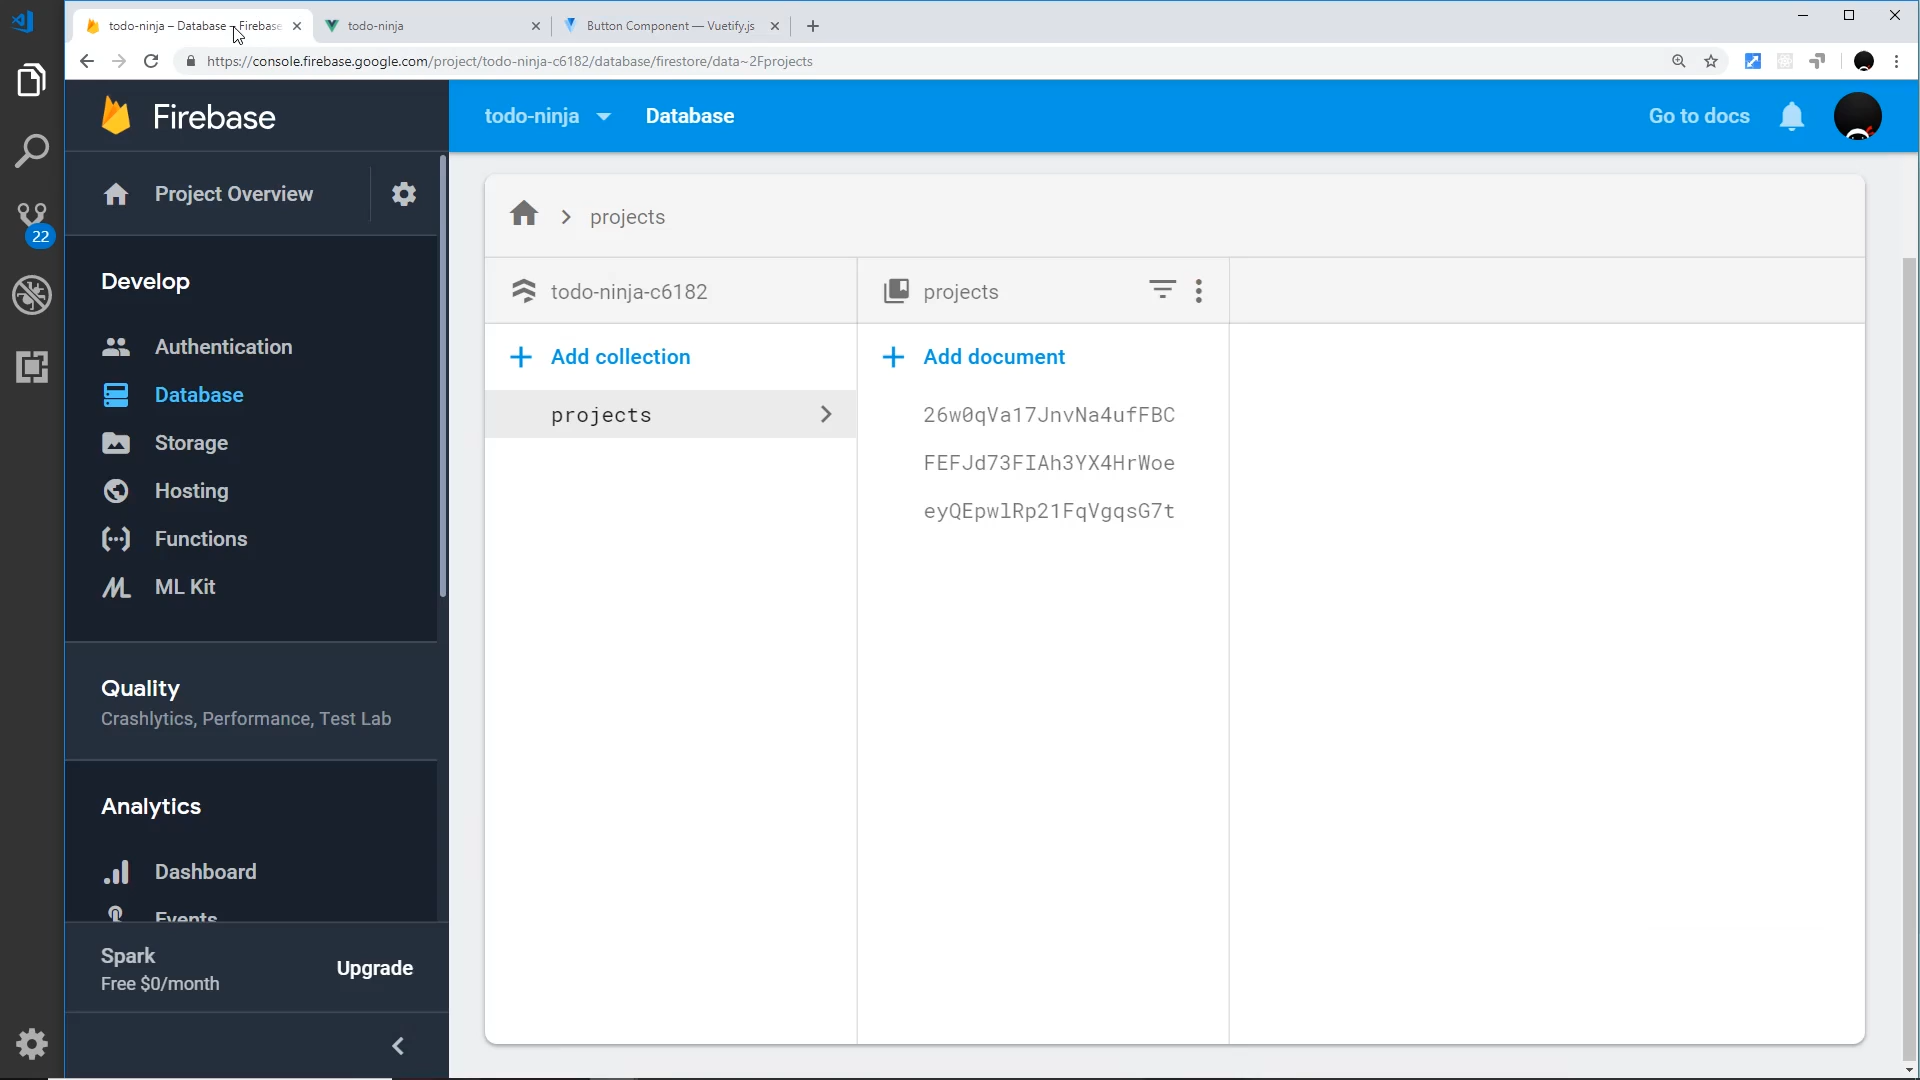 todo-ninja – Database – Firebase
todo-ninja
Button Component — Vuetify.js
https://console.firebase.google.com/project/todo-ninja-c6182/database/firestore/data~2Fprojects
22
Firebase
todo-ninja
Database
Go to docs
Project Overview
Develop
Authentication
Database
Storage
Hosting
Functions
ML Kit
Quality
Crashlytics, Performance, Test Lab
Analytics
Dashboard
Events
Spark
Free $0/month
Upgrade
projects
todo-ninja-c6182
projects
Add collection
Add document
projects
26w0qVa17JnvNa4ufFBC
FEFJd73FIAh3YX4HrWoe
eyQEpwlRp21FqVgqsG7t